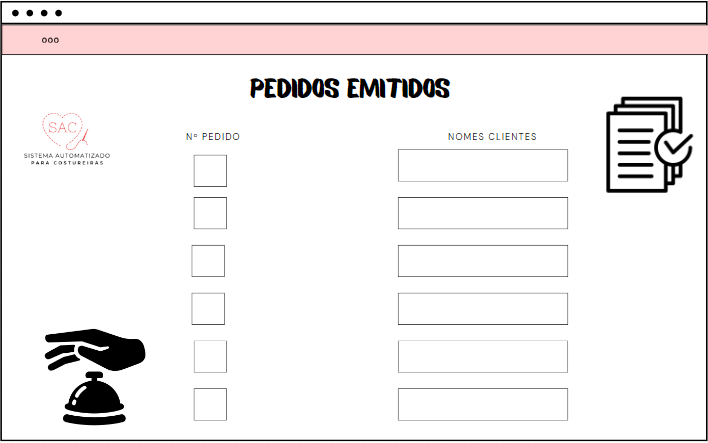 ooo
PEDIDOS EMITIDOS
SAC
SISTEMA AUTOMATIZADO
PARA COSTUREIRAS
Nº PEDIDO
NOMES CLIENTES